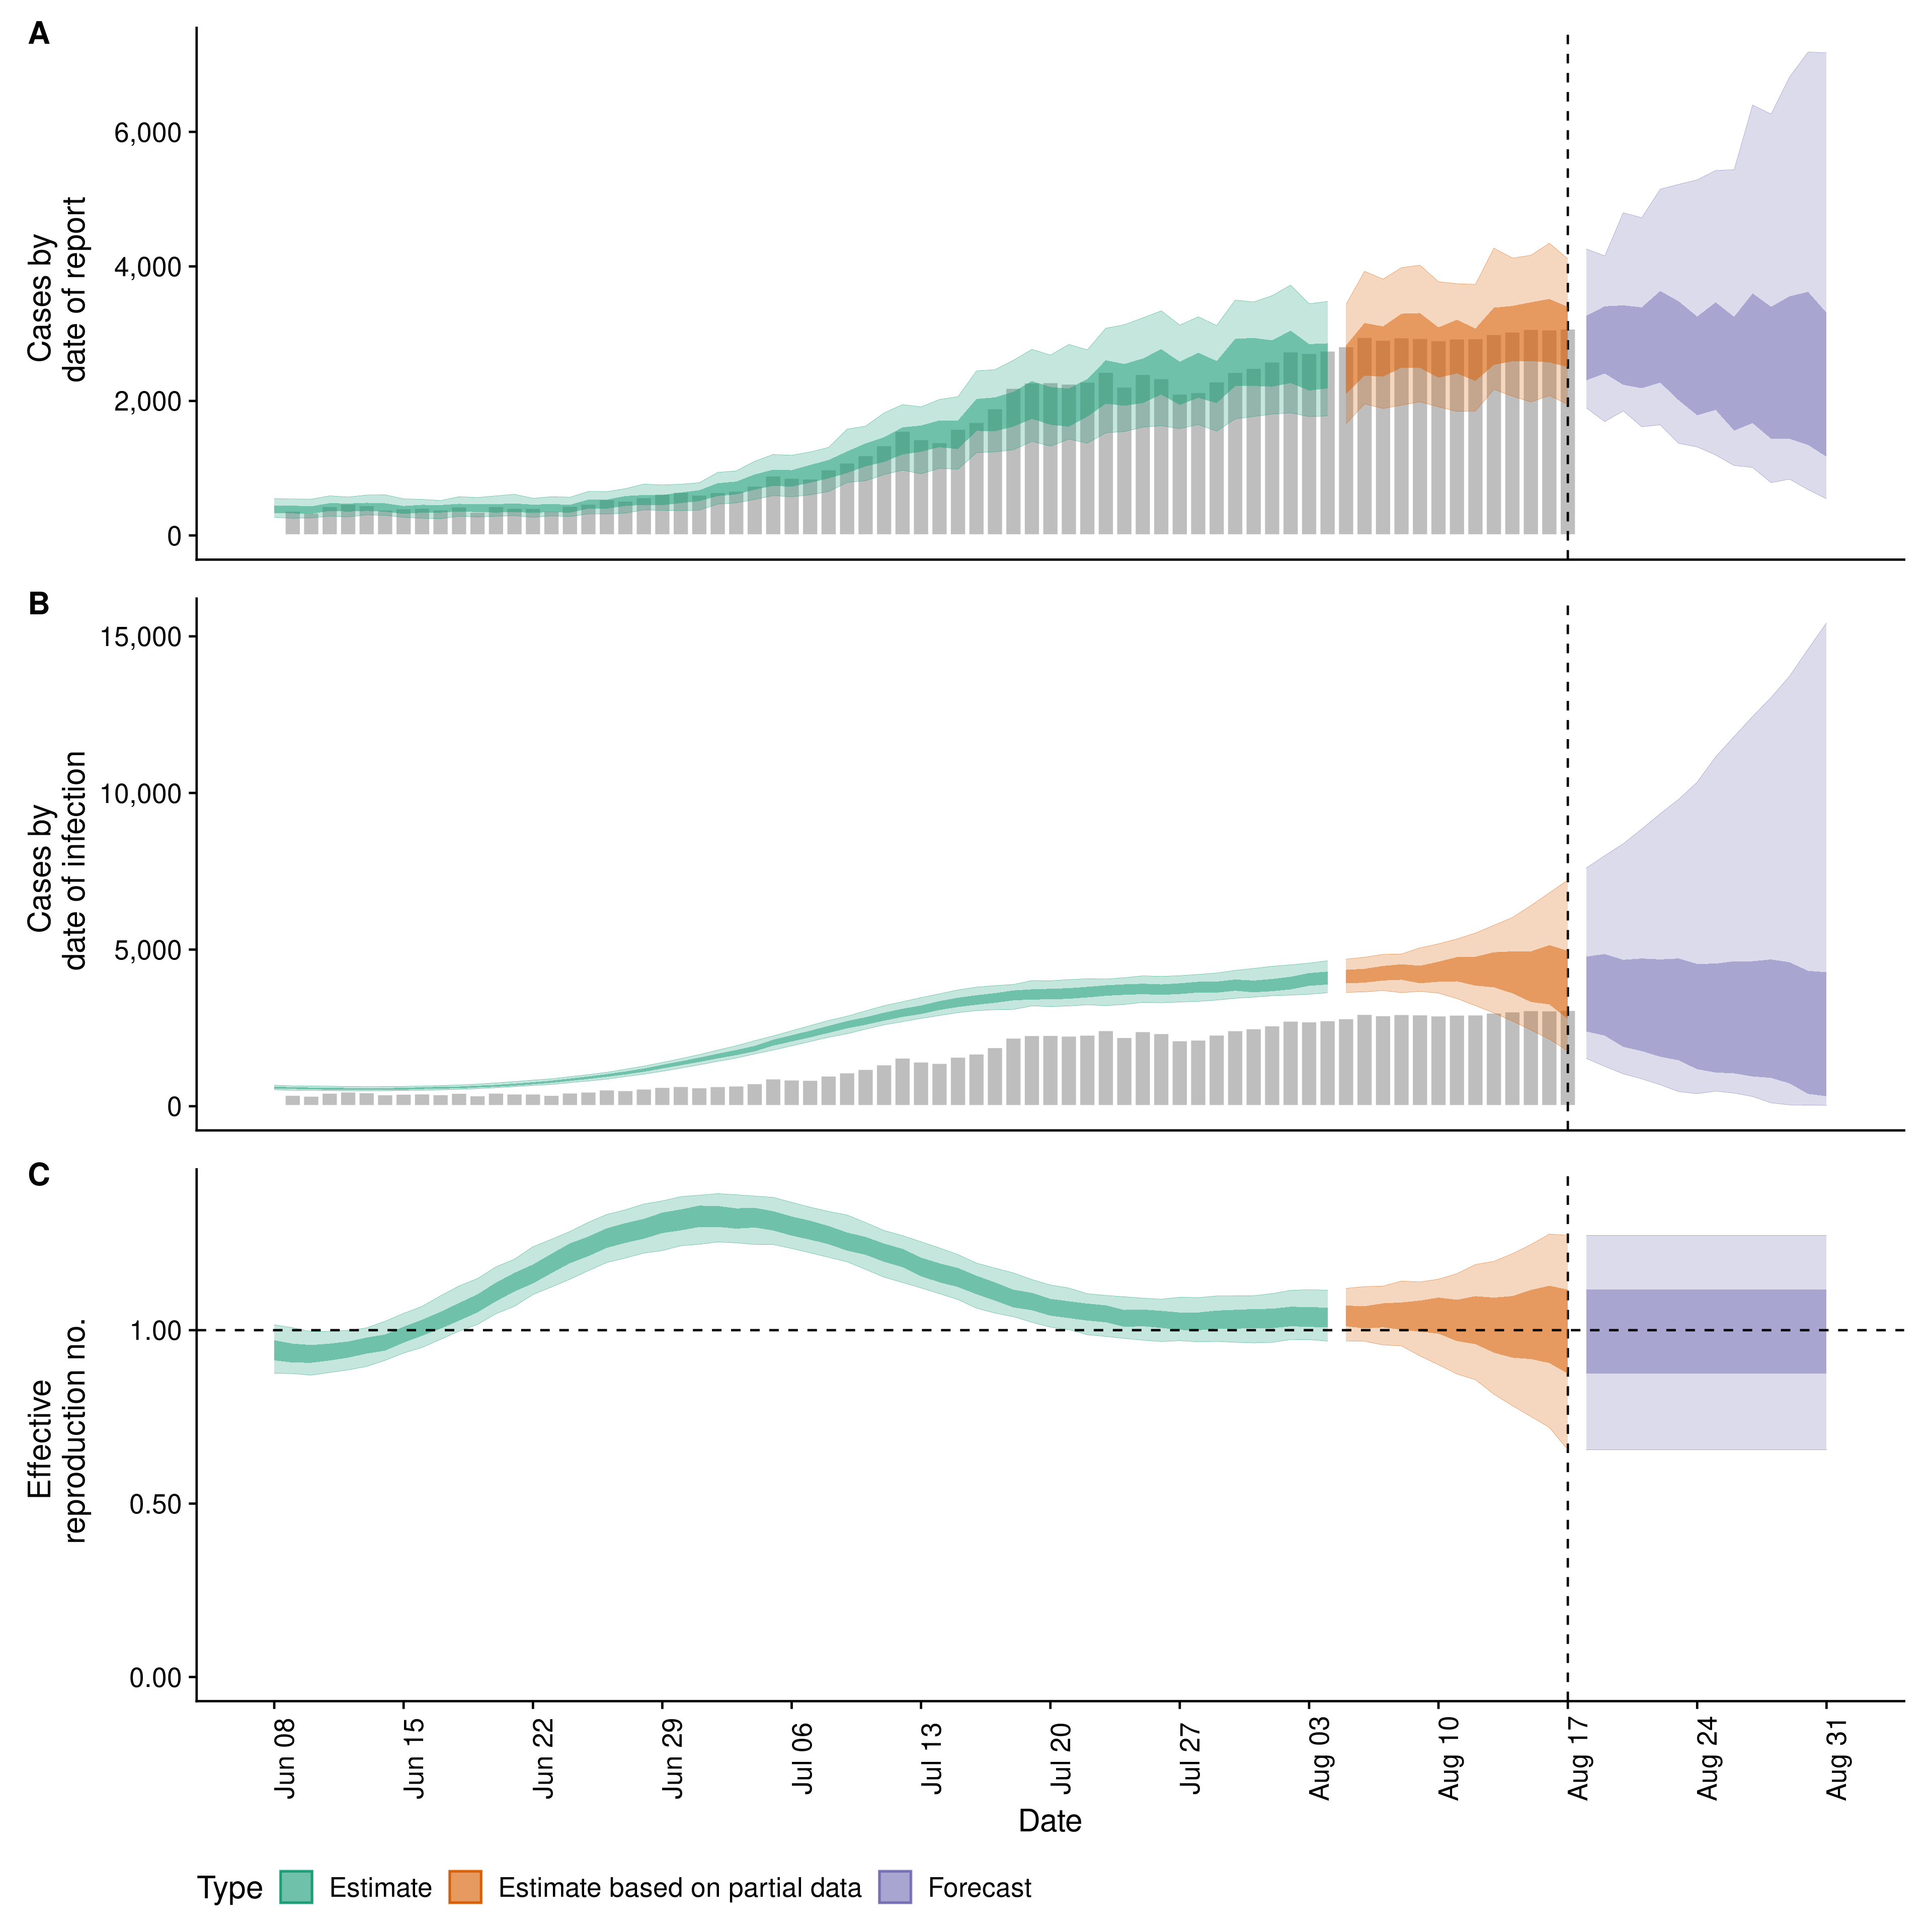 A
Cases by
date of report
6,000
4,000
2,000
0
B
Cases by
date of infection
15,000
10,000
5,000
0
C
Effective
reproduction no.
1.00
0.50
0.00
Jun 08
Jun 15
Jun 22
Jun 29
Jul 06
Jul 13
Jul 20
Jul 27
Aug 03
Aug 10
Aug 17
Aug 24
Aug 31
Date
Type
Estimate
Estimate based on partial data
Forecast